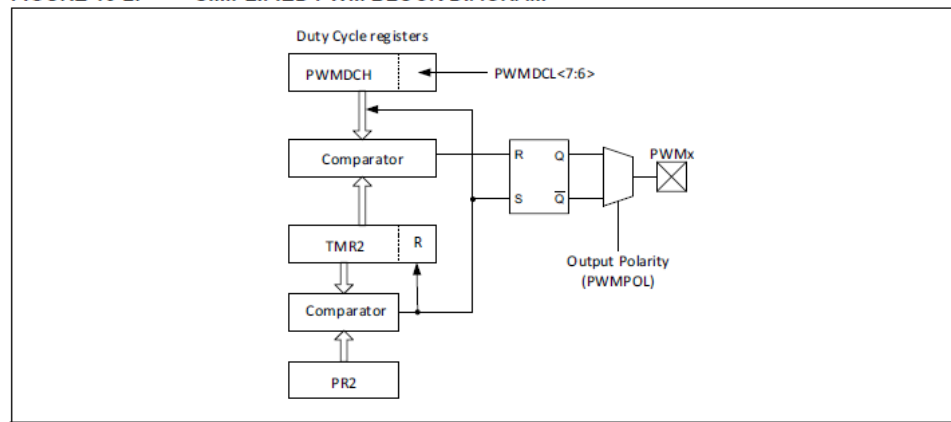 Duty Cycle registers
PWMDCH
PWMDCL<7:6>
Comparator
R Q
PWMx
S Q̅
TMR2 R
Output Polarity
(PWMPOL)
Comparator
PR2